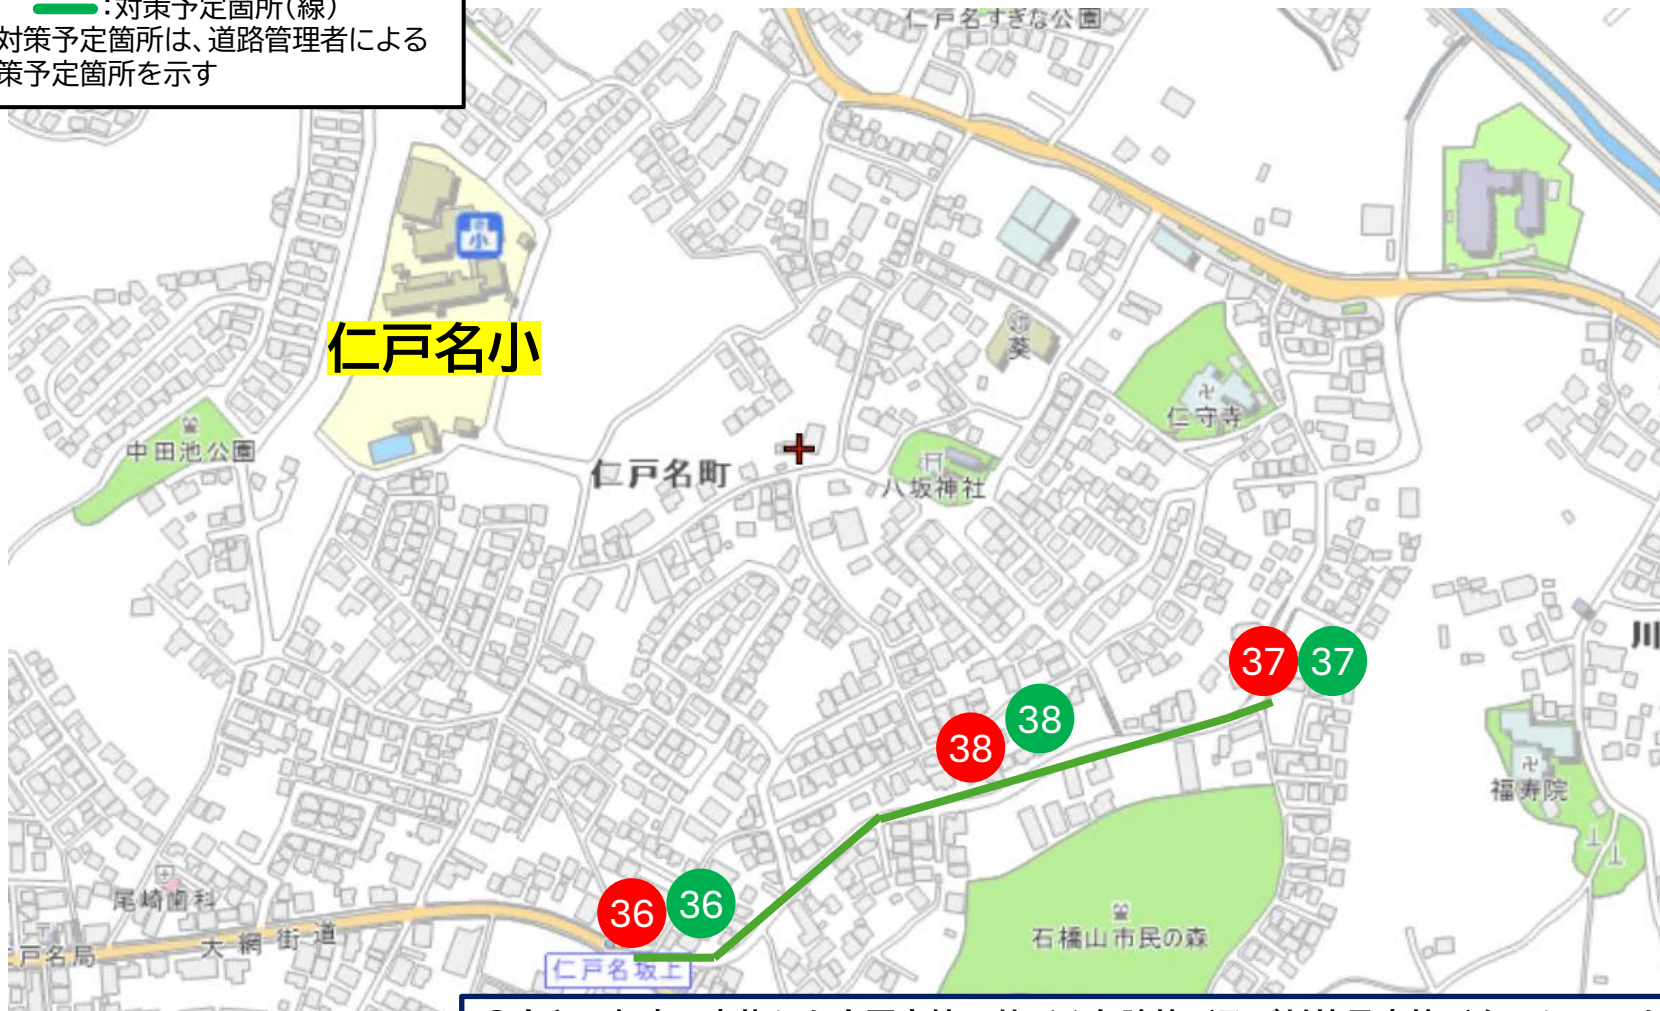 :対策予定箇所(線)
対策予定箇所は、道路管理者による
策予定箇所を示す
仁戸名すぎな公園
小
仁戸名小
葵
仁守寺
中田池公園
仁戸名町
八坂神社
川
37 37
38
38
福寿院
尾崎歯科
36 36
大網街道
戸名局
石橋山市民の森
仁戸名坂上